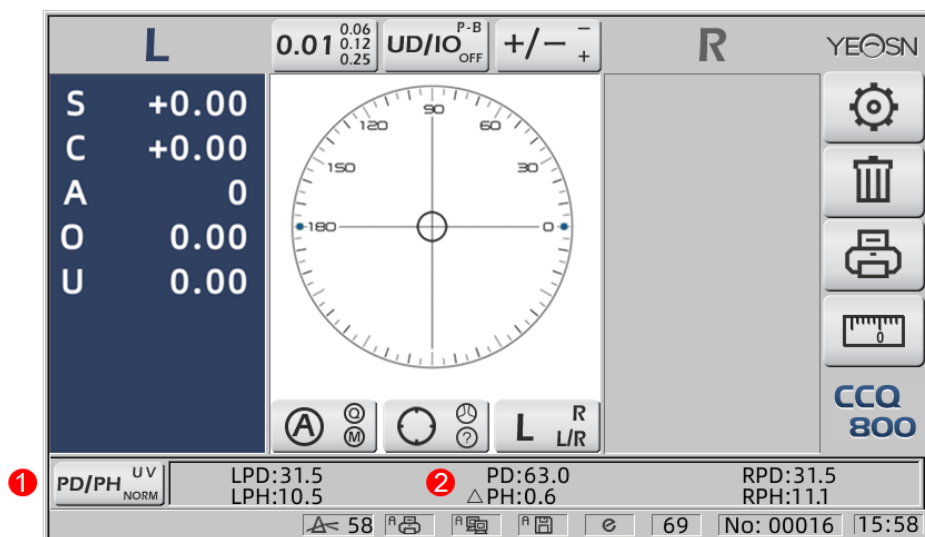 L
0.01 0.06 0.12 0.25
UD/IO P-B OFF
+/− − +
R
YEOSN
S +0.00
C +0.00
A 0
O 0.00
U 0.00
90
120 60
150 30
180 0
0
A Q M
?
L R L/R
CCQ
800
1 PD/PH UV NORM
LPD:31.5 PD:63.0 RPD:31.5
2
LPH:10.5 △PH:0.6 RPH:11.1
58 A A A e 69 No: 00016 15:58